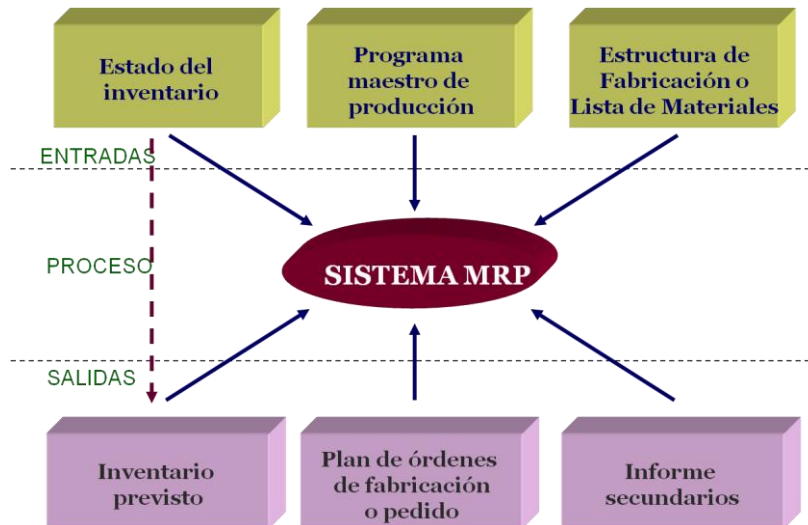 Estado del
inventario
Programa
maestro de
producción
Estructura de
Fabricación o
Lista de Materiales
ENTRADAS
PROCESO
SISTEMA MRP
SALIDAS
Inventario
previsto
Plan de órdenes
de fabricación
o pedido
Informe
secundarios